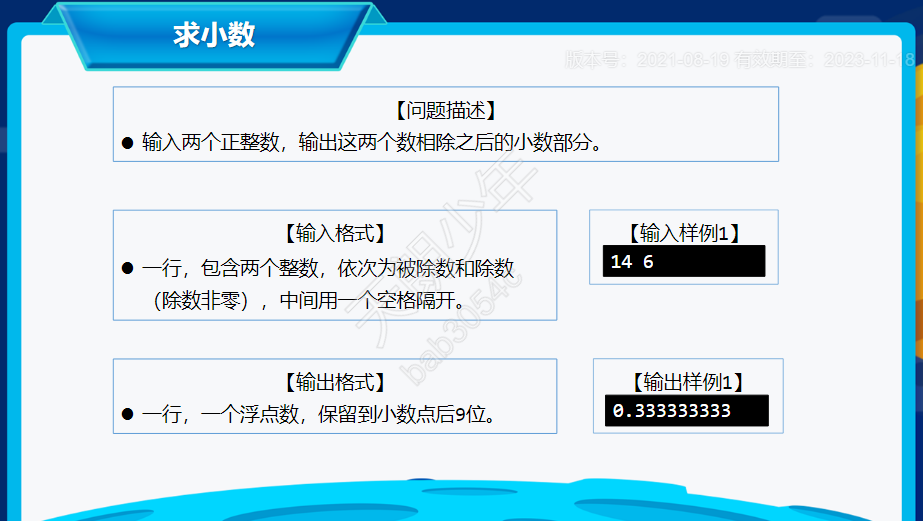 求小数
版本号：2021-08-19 有效期至：2023-11-18
【问题描述】
● 输入两个正整数，输出这两个数相除之后的小数部分。
【输入格式】
● 一行，包含两个整数，依次为被除数和除数
（除数非零），中间用一个空格隔开。
【输入样例1】
14 6
【输出格式】
● 一行，一个浮点数，保留到小数点后9位。
【输出样例1】
0.333333333